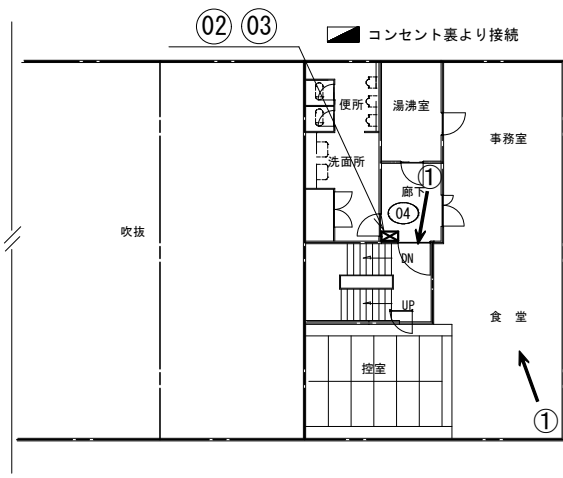 02 03
コンセント裏より接続
便所
湯沸室
事務室
洗面所
廊下
①
04
吹抜
DN
UP
食 堂
控室
①